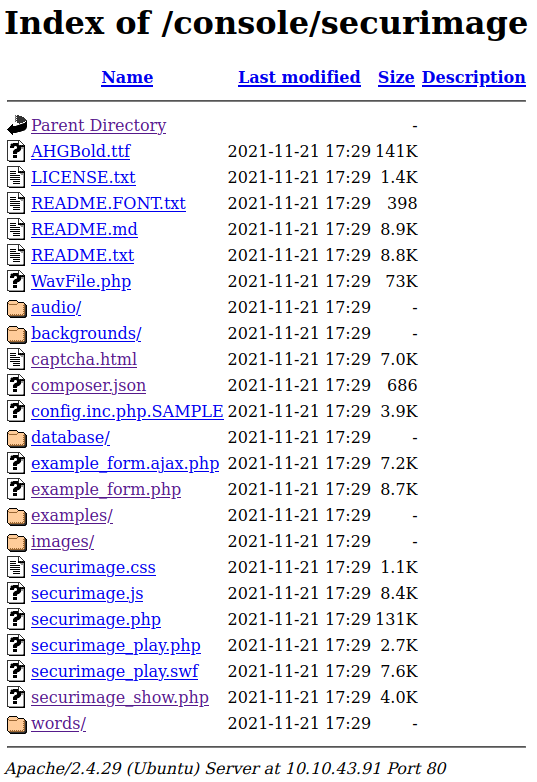 Index of /console/securimage
Name Last modified Size Description
Parent Directory -
AHGBold.ttf 2021-11-21 17:29 141K
LICENSE.txt 2021-11-21 17:29 1.4K
README.FONT.txt 2021-11-21 17:29 398
README.md 2021-11-21 17:29 8.9K
README.txt 2021-11-21 17:29 8.8K
WavFile.php 2021-11-21 17:29 73K
audio/ 2021-11-21 17:29 -
backgrounds/ 2021-11-21 17:29 -
captcha.html 2021-11-21 17:29 7.0K
composer.json 2021-11-21 17:29 686
config.inc.php.SAMPLE 2021-11-21 17:29 3.9K
database/ 2021-11-21 17:29 -
example_form.ajax.php 2021-11-21 17:29 7.2K
example_form.php 2021-11-21 17:29 8.7K
examples/ 2021-11-21 17:29 -
images/ 2021-11-21 17:29 -
securimage.css 2021-11-21 17:29 1.1K
securimage.js 2021-11-21 17:29 8.4K
securimage.php 2021-11-21 17:29 131K
securimage_play.php 2021-11-21 17:29 2.7K
securimage_play.swf 2021-11-21 17:29 7.6K
securimage_show.php 2021-11-21 17:29 4.0K
words/ 2021-11-21 17:29 -
Apache/2.4.29 (Ubuntu) Server at 10.10.43.91 Port 80